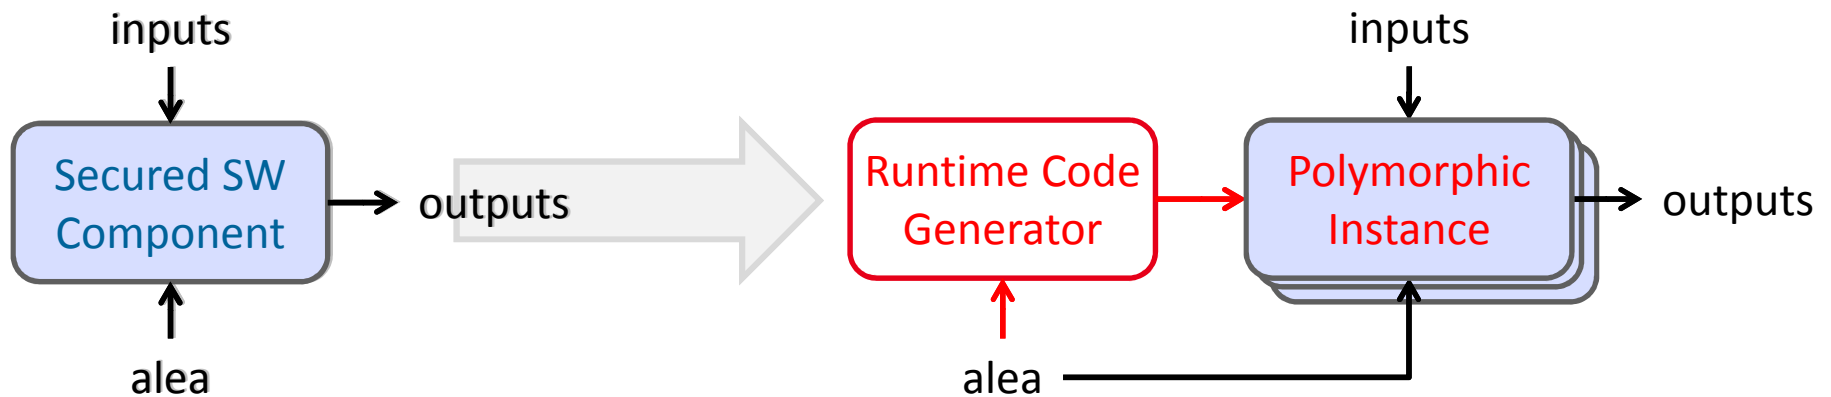 inputs
Secured SW
Component
outputs
alea
Runtime Code
Generator
inputs
Polymorphic
Instance
outputs
alea